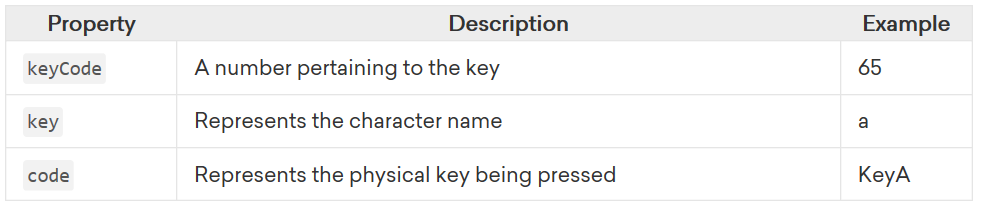 Property Description Example
keyCode A number pertaining to the key 65
key Represents the character name a
code Represents the physical key being pressed KeyA